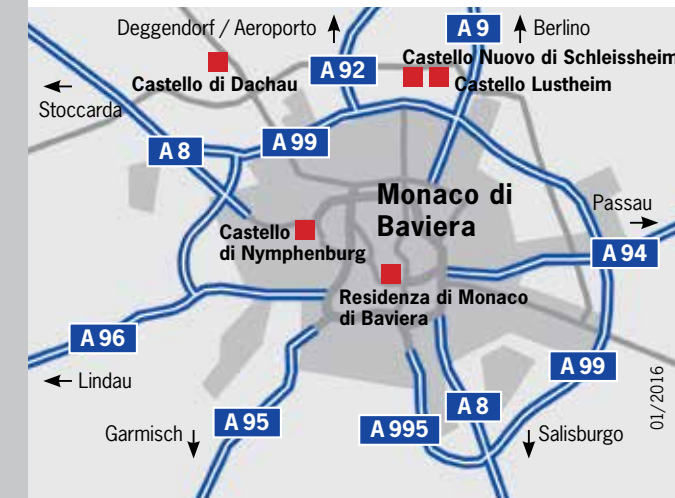 Deggendorf / Aeroporto
A 9
Berlino
Castello Nuovo di Schleissheim
A 92
Castello di Dachau
Castello Lustheim
Stoccarda
A 8
A 99
Monaco di
Baviera
Passau
Castello
di Nymphenburg
A 94
Residenza di Monaco
di Baviera
A 96
A 99
Lindau
01/2016
A 8
A 95
A 995
Garmisch
Salisburgo